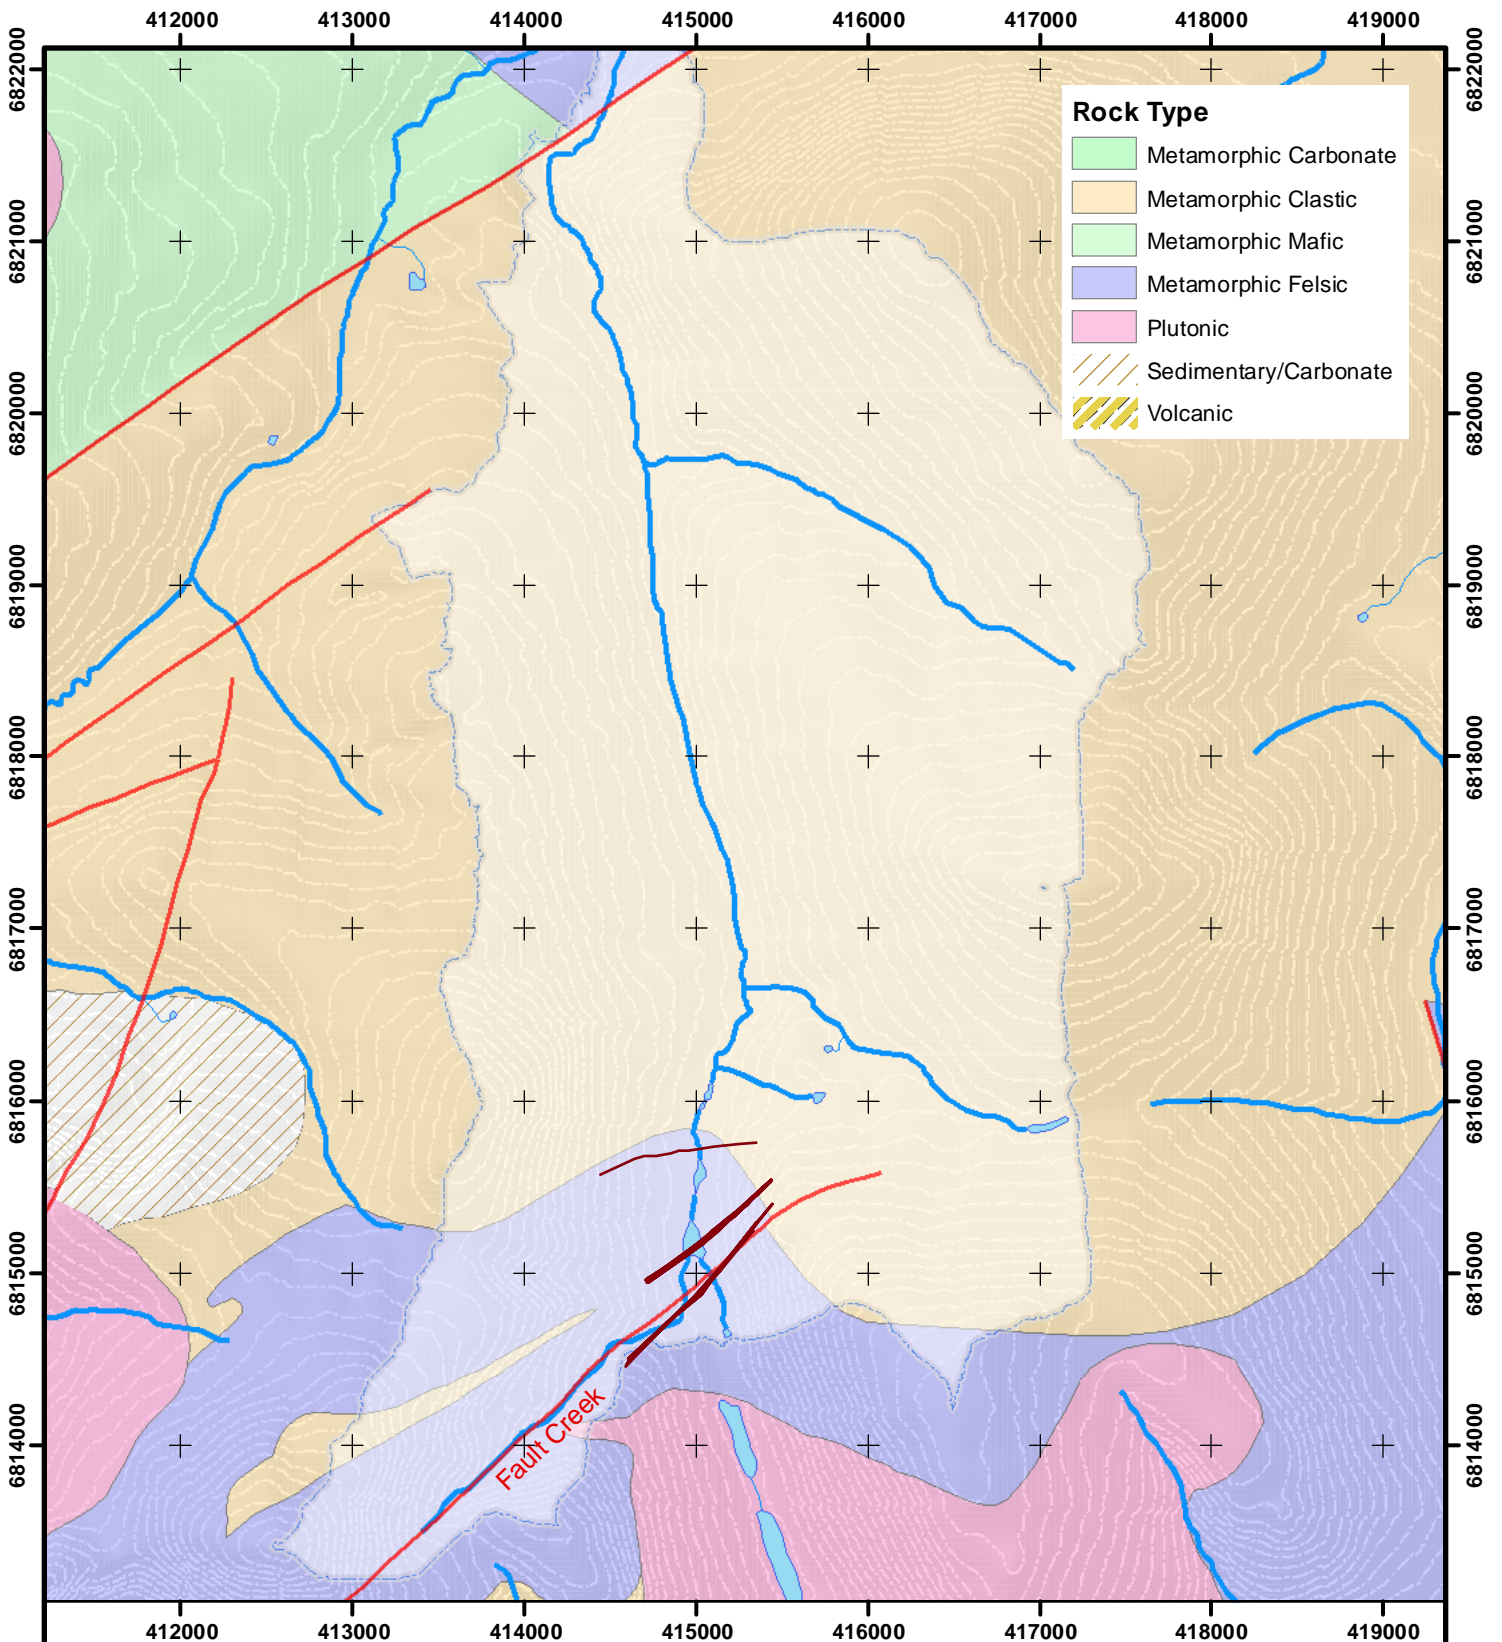 412000 413000 414000 415000 416000 417000 418000 419000
6822000 6822000
Rock Type
Metamorphic Carbonate
Metamorphic Clastic
Metamorphic Mafic
Metamorphic Felsic
Plutonic
Sedimentary/Carbonate
Volcanic
6821000 6821000
6820000 6820000
6819000 6819000
6818000 6818000
6817000 6817000
6816000 6816000
6815000 6815000
6814000 6814000
Fault Creek
412000 413000 414000 415000 416000 417000 418000 419000